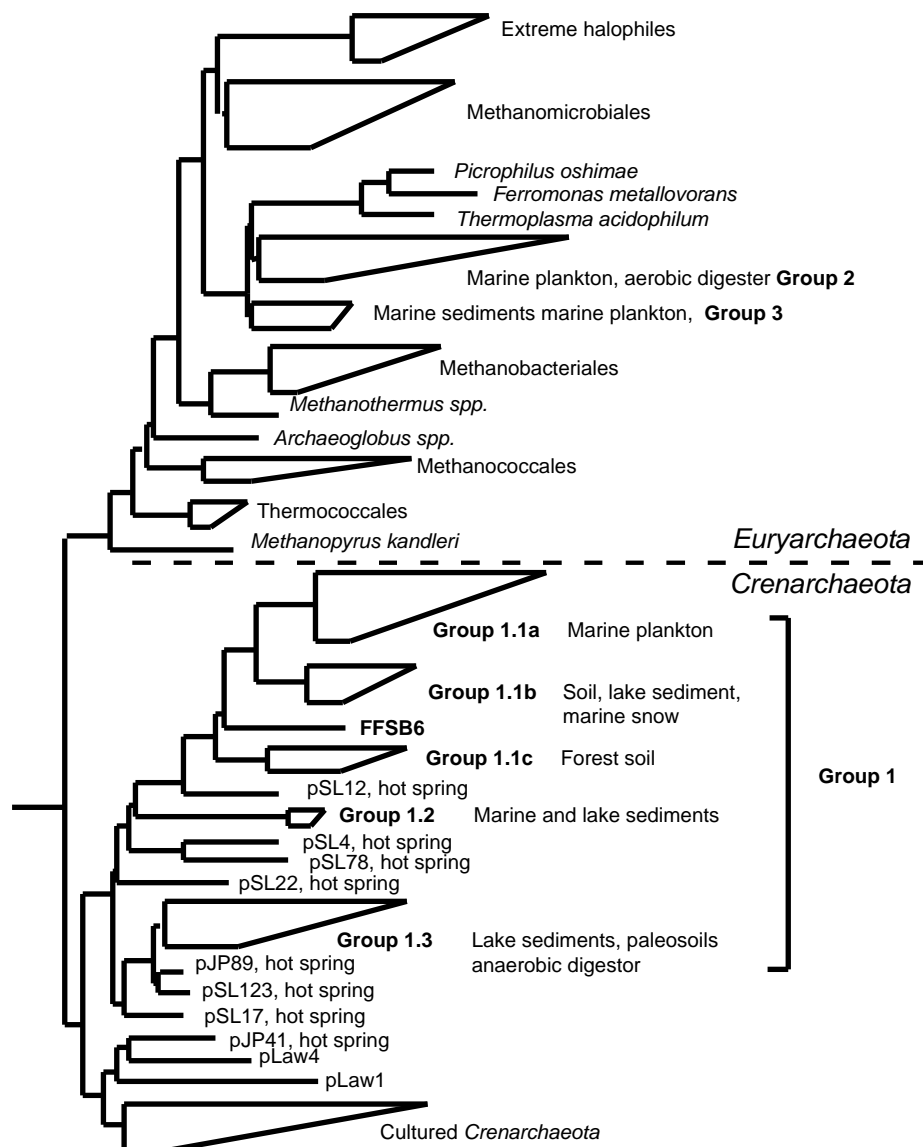 Extreme halophiles
Methanomicrobiales
Picrophilus oshimae
Ferromonas metallovorans
Thermoplasma acidophilum
Marine plankton, aerobic digester Group 2
Marine sediments marine plankton, Group 3
Methanobacteriales
Methanothermus spp.
Archaeoglobus spp.
Methanococcales
Thermococcales
Methanopyrus kandleri
Euryarchaeota
Crenarchaeota
Group 1.1a Marine plankton
Group 1.1b Soil, lake sediment,
marine snow
FFSB6
Group 1.1c Forest soil
Group 1
pSL12, hot spring
Group 1.2 Marine and lake sediments
pSL4, hot spring
pSL78, hot spring
pSL22, hot spring
Group 1.3 Lake sediments, paleosoils
anaerobic digestor
pJP89, hot spring
pSL123, hot spring
pSL17, hot spring
pJP41, hot spring
pLaw4
pLaw1
Cultured Crenarchaeota